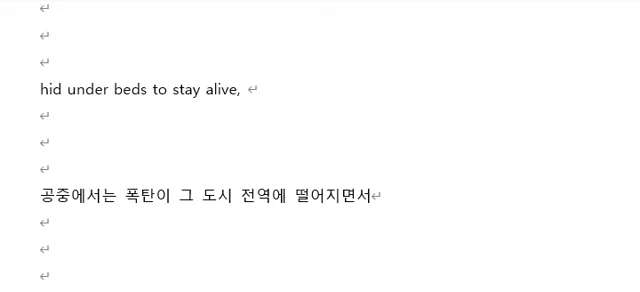 hid under beds to stay alive,
공중에서는 폭탄이 그 도시 전역에 떨어지면서